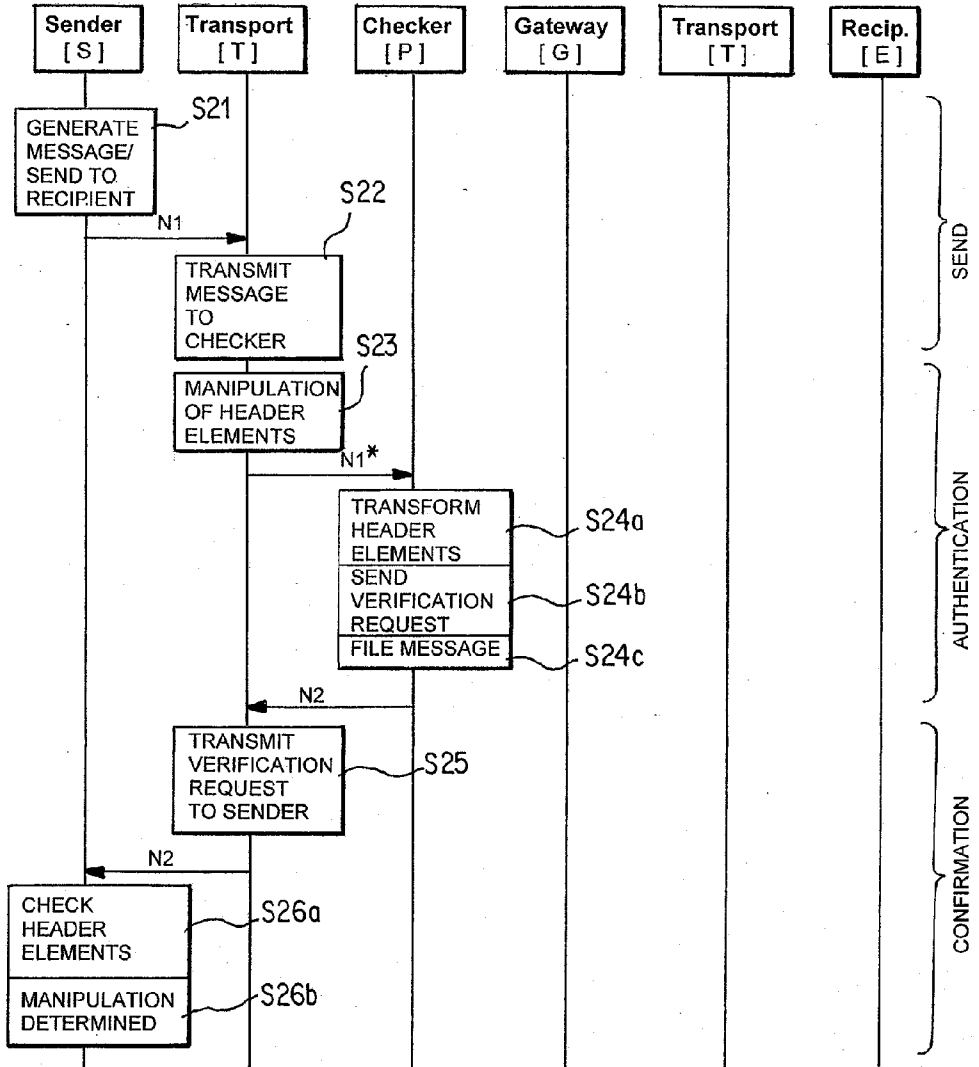 Sender
[ S ]
Transport
[ T ]
Checker
[ P ]
Gateway
[ G ]
Transport
[ T ]
Recip.
[ E ]
S21
GENERATE
MESSAGE/
SEND TO
RECIPIENT
N1
S22
TRANSMIT
MESSAGE
TO
CHECKER
SEND
S23
MANIPULATION
OF HEADER
ELEMENTS
N1*
TRANSFORM
HEADER
ELEMENTS
S24a
SEND
VERIFICATION
REQUEST
S24b
FILE MESSAGE
S24c
AUTHENTICATION
N2
TRANSMIT
VERIFICATION
REQUEST
TO SENDER
S25
N2
CHECK
HEADER
ELEMENTS
S26a
MANIPULATION
DETERMINED
S26b
CONFIRMATION